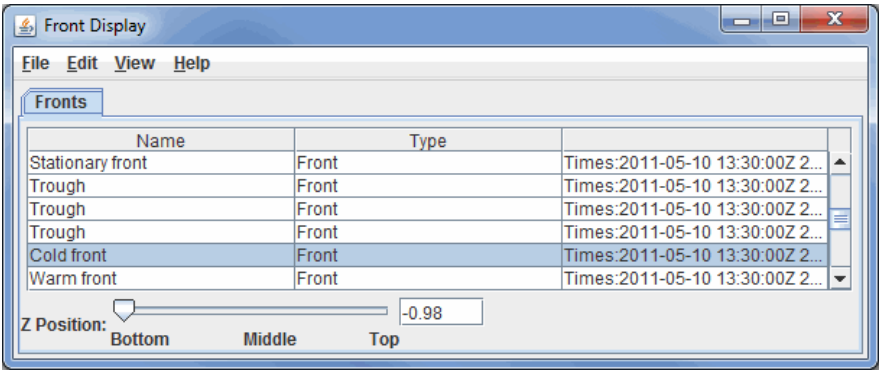 Front Display
File Edit View Help
Fronts
Name Type
Stationary front Front Times:2011-05-10 13:30:00Z 2...
Trough Front Times:2011-05-10 13:30:00Z 2...
Trough Front Times:2011-05-10 13:30:00Z 2...
Trough Front Times:2011-05-10 13:30:00Z 2...
Cold front Front Times:2011-05-10 13:30:00Z 2...
Warm front Front Times:2011-05-10 13:30:00Z 2...
Z Position: -0.98
Bottom Middle Top